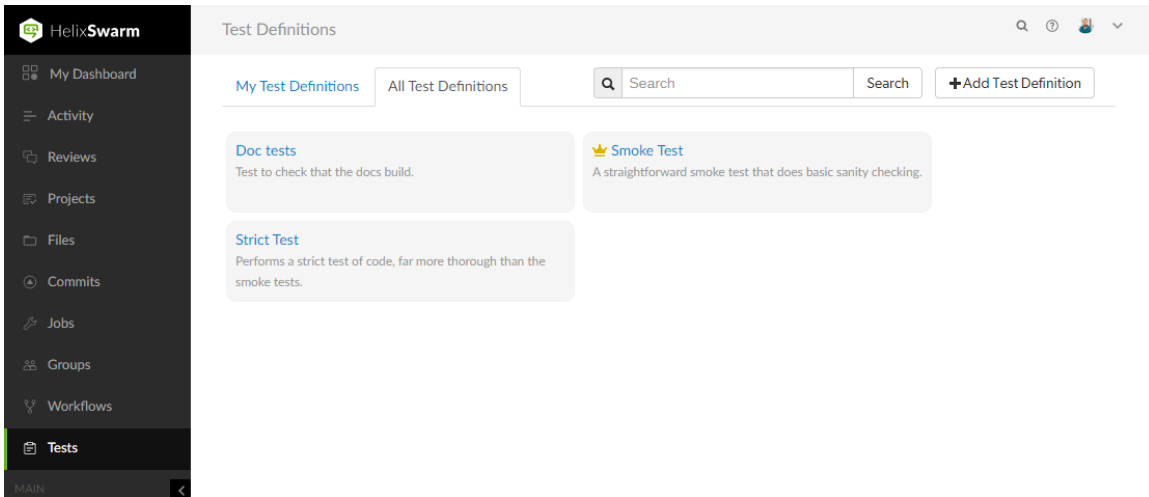 HelixSwarm
Test Definitions
My Dashboard
Activity
Reviews
Projects
Files
Commits
Jobs
Groups
Workflows
Tests
MAIN
My Test Definitions
All Test Definitions
Search
Search
+Add Test Definition
Doc tests
Test to check that the docs build.
Smoke Test
A straightforward smoke test that does basic sanity checking.
Strict Test
Performs a strict test of code, far more thorough than the
smoke tests.